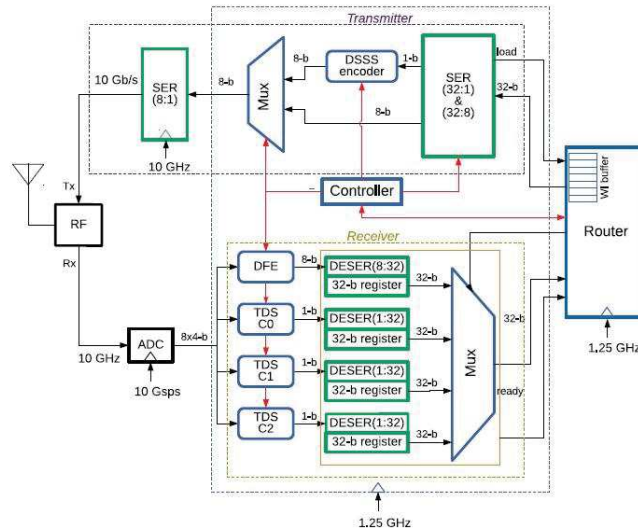 Transmitter
10 Gb/s
SER
(8:1)
10 GHz
8-b
Mux
8-b
DSSS
encoder
1-b
8-b
SER
(32:1)
&
(32:8)
load
32-b
WI buffer
Router
1.25 GHz
Controller
Tx
RF
Rx
10 GHz
ADC
10 Gsps
8x4-b
Receiver
DFE
8-b
DESER(8:32)
32-b register
32-b
TDS
C0
1-b
DESER(1:32)
32-b register
32-b
TDS
C1
1-b
DESER(1:32)
32-b register
32-b
TDS
C2
1-b
DESER(1:32)
32-b register
32-b
Mux
32-b
ready
1.25 GHz